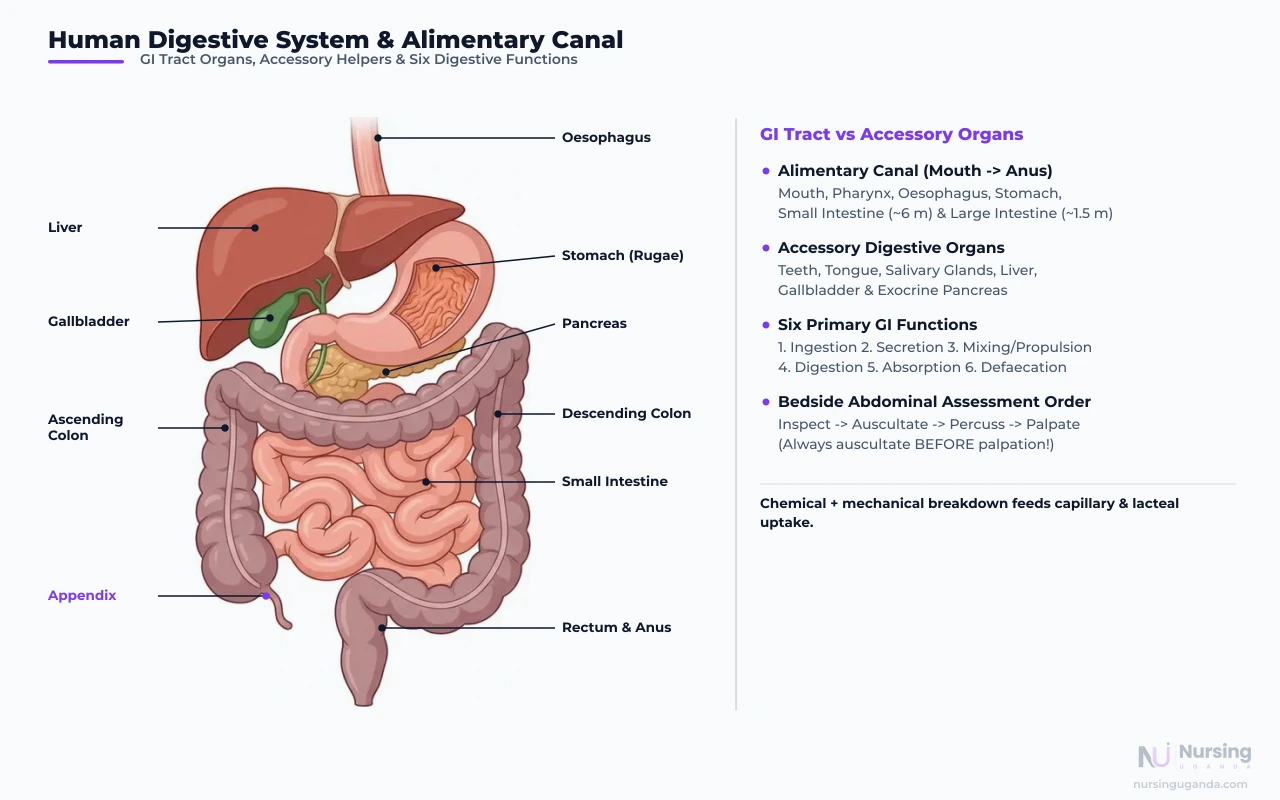 Human Digestive System & Alimentary Canal
GI Tract Organs, Accessory Helpers & Six Digestive Functions
Oesophagus
Liver
Stomach (Rugae)
Gallbladder
Pancreas
Ascending
Colon
Descending Colon
Small Intestine
Appendix
Rectum & Anus
GI Tract vs Accessory Organs
Alimentary Canal (Mouth -> Anus)
Mouth, Pharynx, Oesophagus, Stomach,
Small Intestine (~6 m) & Large Intestine (~1.5 m)
Accessory Digestive Organs
Teeth, Tongue, Salivary Glands, Liver,
Gallbladder & Exocrine Pancreas
Six Primary GI Functions
1. Ingestion 2. Secretion 3. Mixing/Propulsion
4. Digestion 5. Absorption 6. Defaecation
Bedside Abdominal Assessment Order
Inspect -> Auscultate -> Percuss -> Palpate
(Always auscultate BEFORE palpation!)
Chemical + mechanical breakdown feeds capillary & lacteal
uptake.
NU Nursing
UGANDA
nursinguganda.com